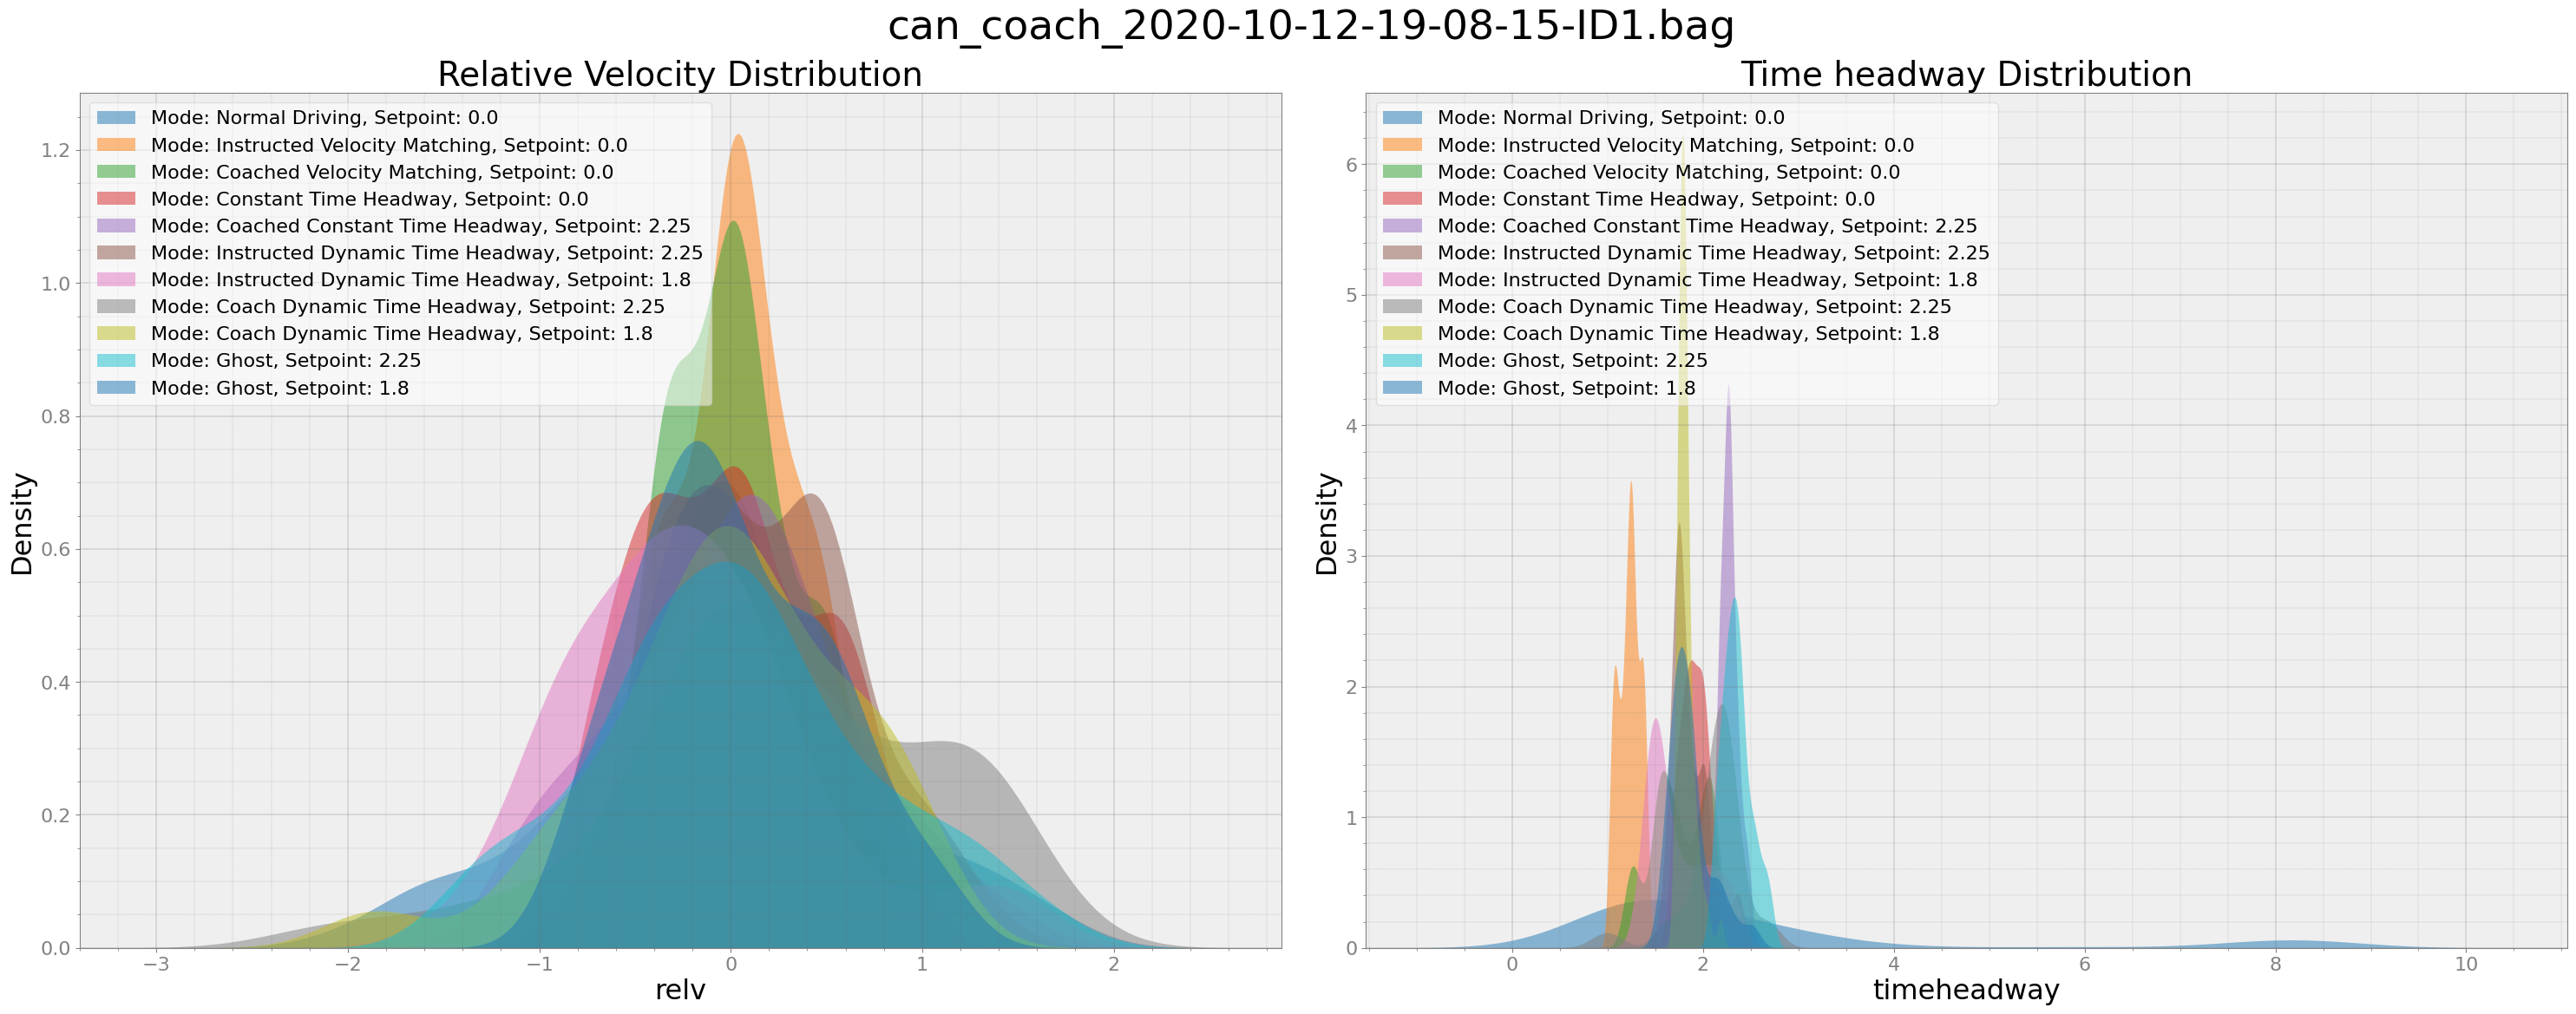 can_coach_2020-10-12-19-08-15-ID1.bag
Relative Velocity Distribution
Mode: Normal Driving, Setpoint: 0.0
Mode: Instructed Velocity Matching, Setpoint: 0.0
Mode: Coached Velocity Matching, Setpoint: 0.0
Mode: Constant Time Headway, Setpoint: 0.0
Mode: Coached Constant Time Headway, Setpoint: 2.25
Mode: Instructed Dynamic Time Headway, Setpoint: 2.25
Mode: Instructed Dynamic Time Headway, Setpoint: 1.8
Mode: Coach Dynamic Time Headway, Setpoint: 2.25
Mode: Coach Dynamic Time Headway, Setpoint: 1.8
Mode: Ghost, Setpoint: 2.25
Mode: Ghost, Setpoint: 1.8
Density
1.2
1.0
0.8
0.6
0.4
0.2
0.0
−3 −2 −1 0 1 2
relv
Time headway Distribution
Mode: Normal Driving, Setpoint: 0.0
Mode: Instructed Velocity Matching, Setpoint: 0.0
Mode: Coached Velocity Matching, Setpoint: 0.0
Mode: Constant Time Headway, Setpoint: 0.0
Mode: Coached Constant Time Headway, Setpoint: 2.25
Mode: Instructed Dynamic Time Headway, Setpoint: 2.25
Mode: Instructed Dynamic Time Headway, Setpoint: 1.8
Mode: Coach Dynamic Time Headway, Setpoint: 2.25
Mode: Coach Dynamic Time Headway, Setpoint: 1.8
Mode: Ghost, Setpoint: 2.25
Mode: Ghost, Setpoint: 1.8
Density
6
5
4
3
2
1
0
0 2 4 6 8 10
timeheadway